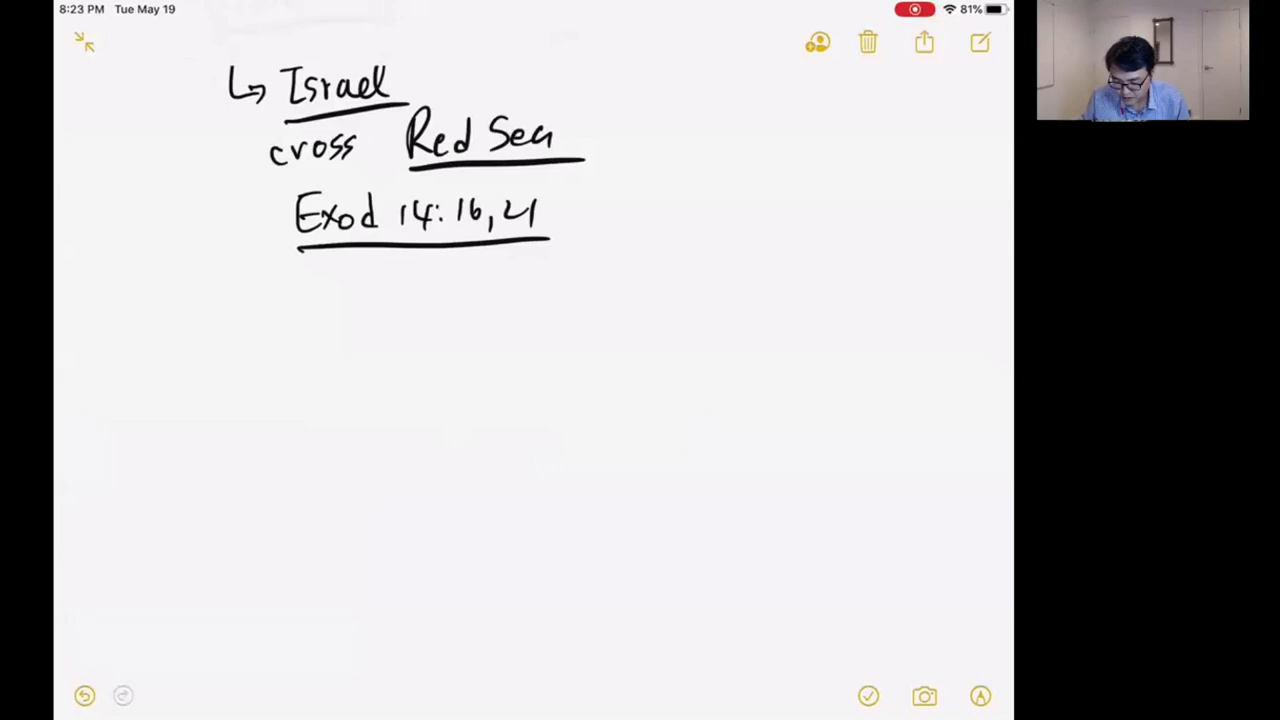 8:23 PM Tue May 19 81%
↳ Israel
cross Red Sea
Exod 14:16, 21